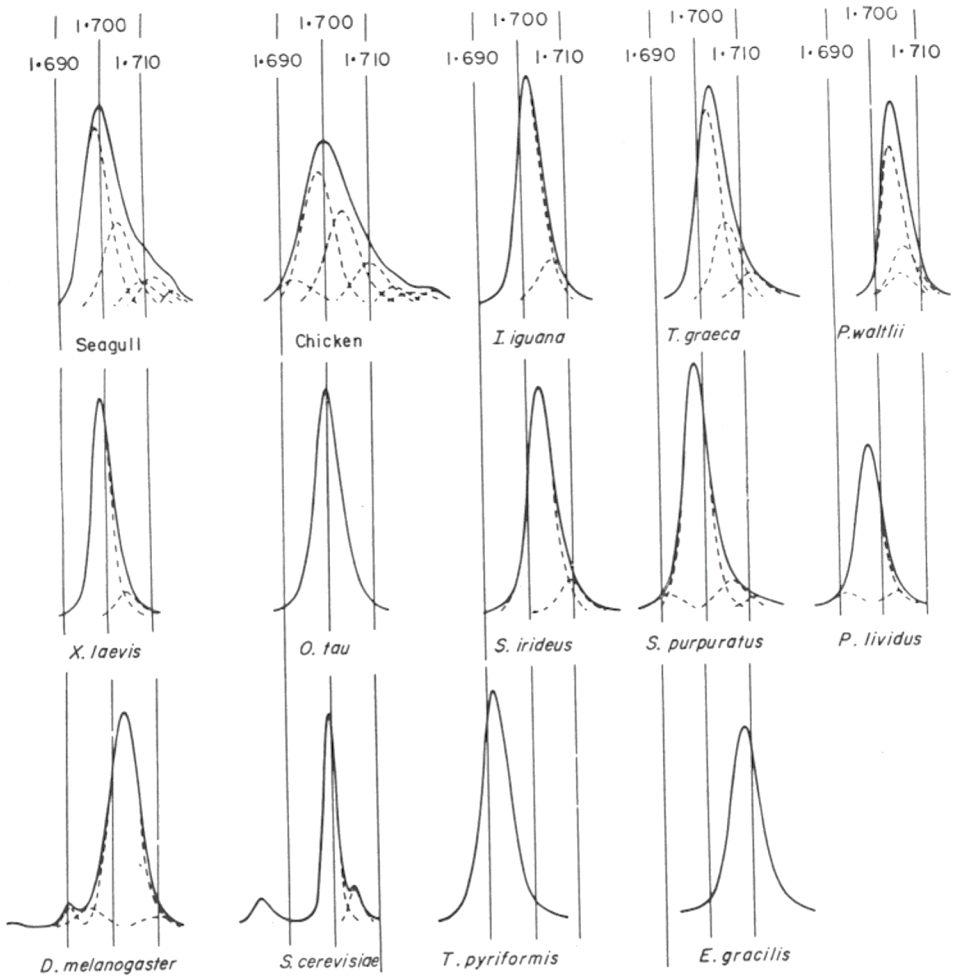 1·700 1·700 1·700 1·700 1·700
1·690 1·710 1·690 1·710 1·690 1·710 1·690 1·710 1·690 1·710
Seagull Chicken I. iguana T. graeca P. waltlii
X. laevis O. tau S. irideus S. purpuratus P. lividus
D. melanogaster S. cerevisiae T. pyriformis E. gracilis